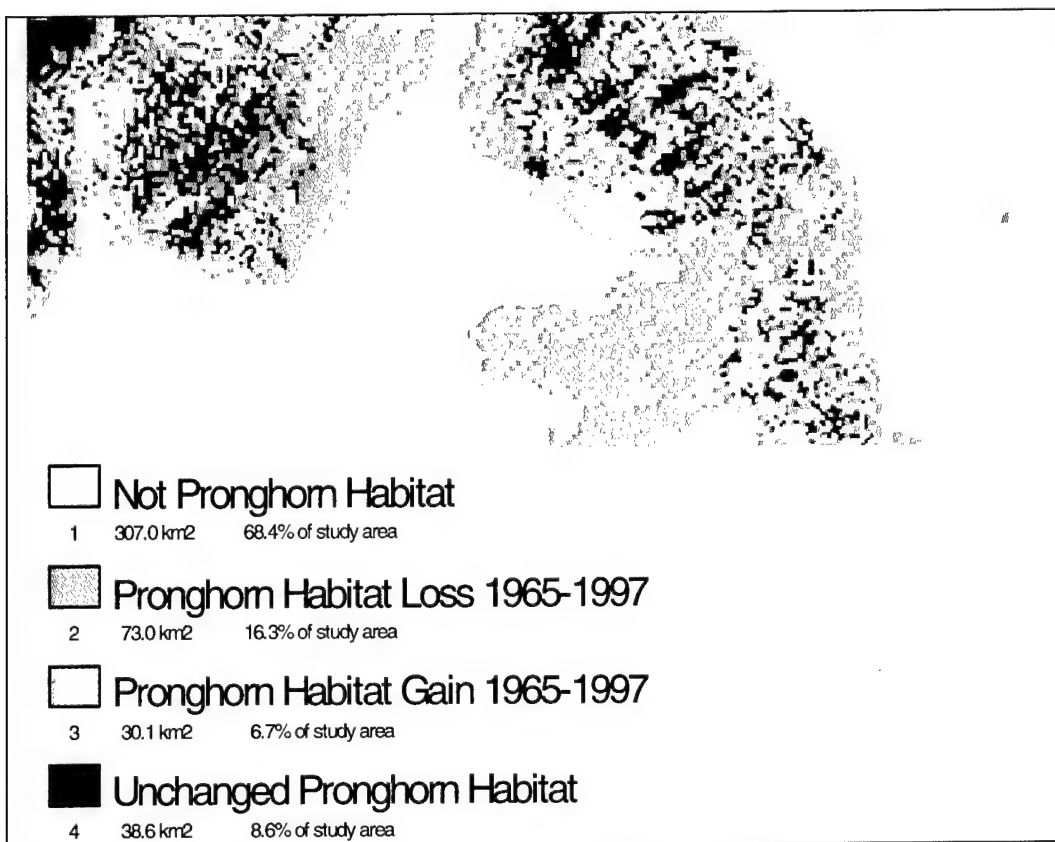 Not Pronghorn Habitat
1 307.0 km2 68.4% of study area
Pronghorn Habitat Loss 1965-1997
2 73.0 km2 16.3% of study area
Pronghorn Habitat Gain 1965-1997
3 30.1 km2 6.7% of study area
Unchanged Pronghorn Habitat
4 38.6 km2 8.6% of study area